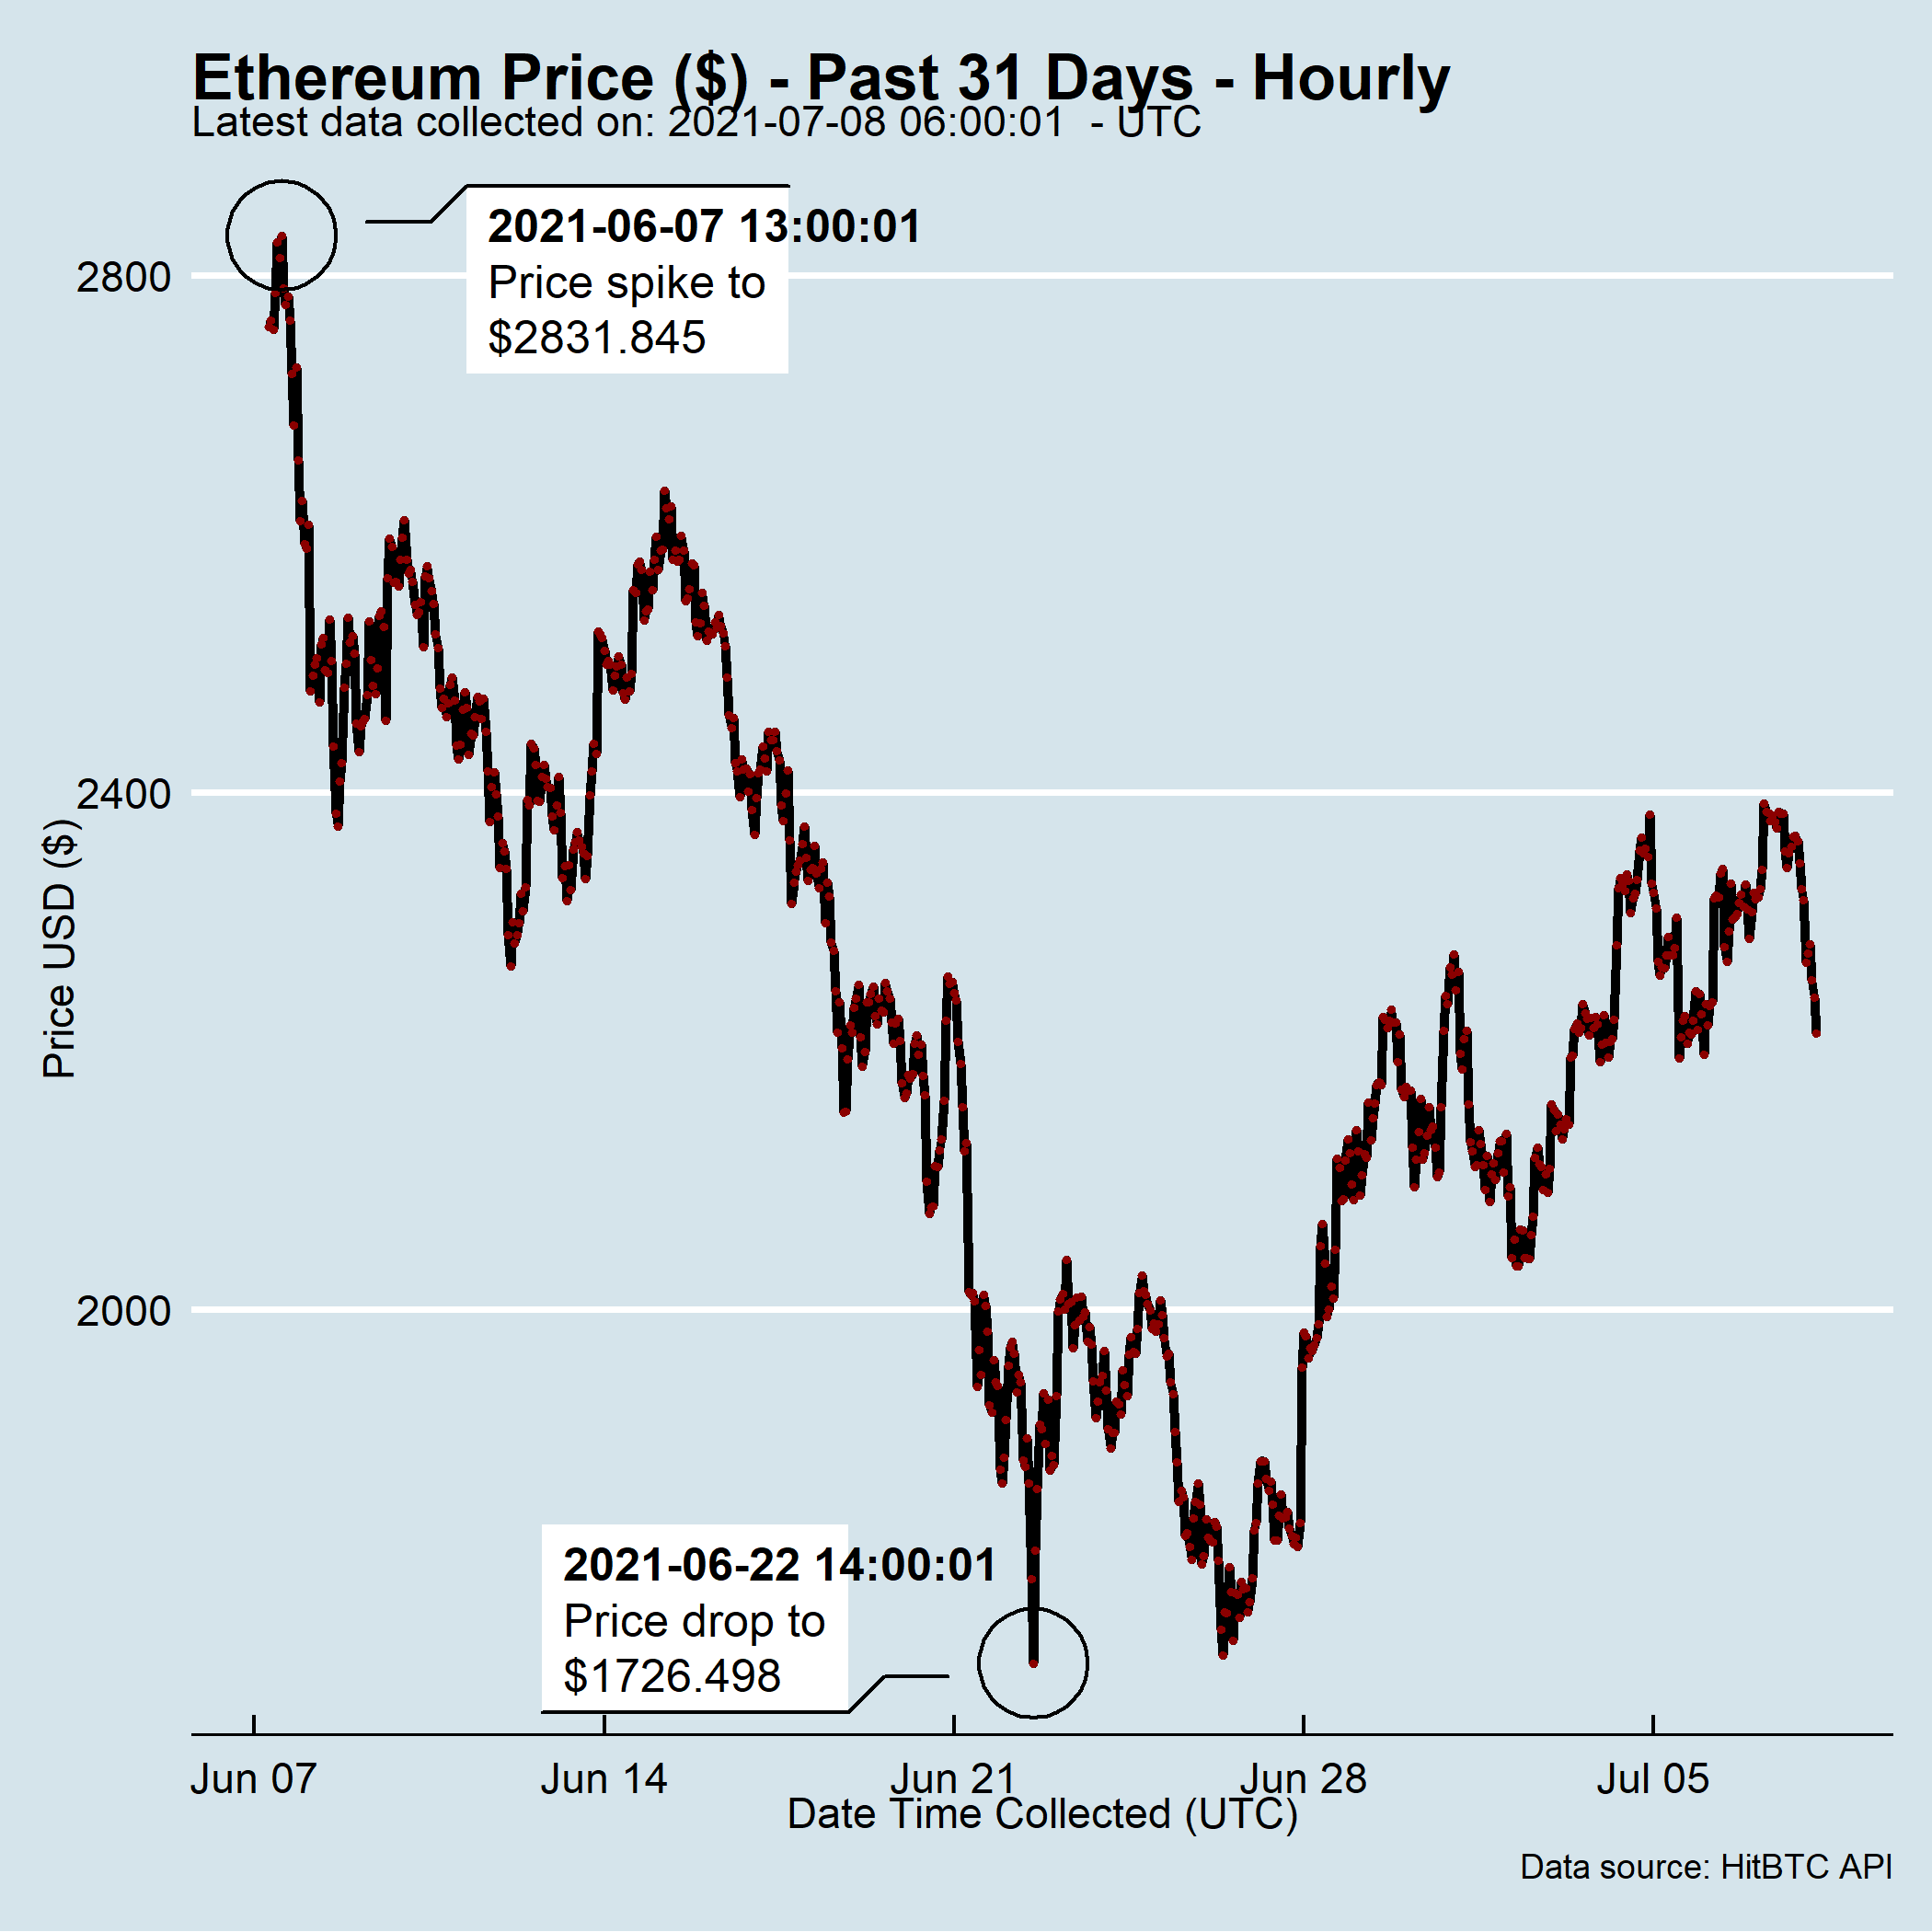 Ethereum Price ($) - Past 31 Days - Hourly
Latest data collected on: 2021-07-08 06:00:01  - UTC
2021-06-07 13:00:01
Price spike to
$2831.845
2800
2400
2000
Price USD ($)
2021-06-22 14:00:01
Price drop to
$1726.498
Jun 07
Jun 14
Jun 21
Jun 28
Jul 05
Date Time Collected (UTC)
Data source: HitBTC API